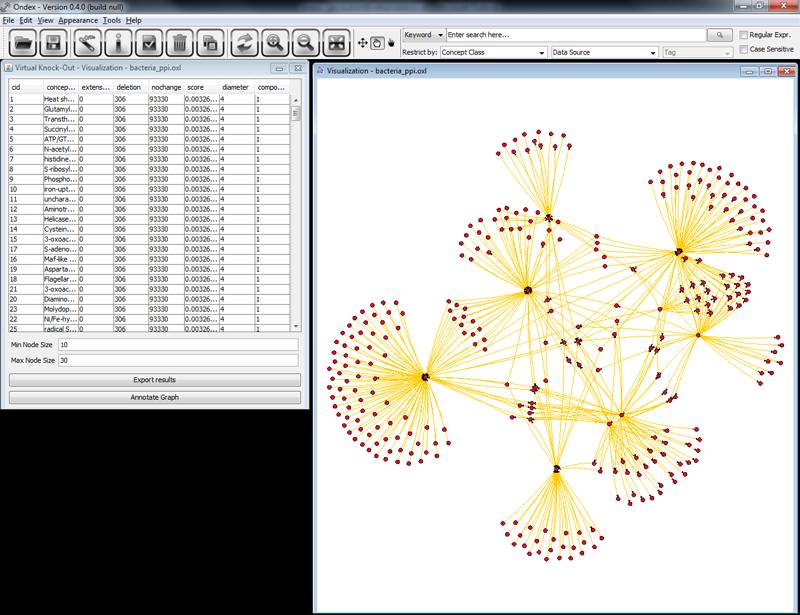 Ondex - Version 0.4.0 (build null)
File Edit View Appearance Tools Help
Keyword Enter search here... Regular Expr.
Restrict by: Concept Class Data Source Tag Case Sensitive
Virtual Knock-Out - Visualization - bacteria_ppi.oxl
cid concep... extens... deletion nochange score diameter compo...
1 Heat sh... 0 306 93330 0.00326... 4 1
2 Glutamyl... 0 306 93330 0.00326... 4 1
3 Transth... 0 306 93330 0.00326... 4 1
4 Succinyl... 0 306 93330 0.00326... 4 1
5 ATP/GT... 0 306 93330 0.00326... 4 1
6 N-acetyl... 0 306 93330 0.00326... 4 1
7 histidine... 0 306 93330 0.00326... 4 1
8 S-ribosyl... 0 306 93330 0.00326... 4 1
9 Phospho... 0 306 93330 0.00326... 4 1
10 iron-upt... 0 306 93330 0.00326... 4 1
11 unchara... 0 306 93330 0.00326... 4 1
12 Aminotr... 0 306 93330 0.00326... 4 1
13 Helicase... 0 306 93330 0.00326... 4 1
14 Cystein... 0 306 93330 0.00326... 4 1
15 3-oxoac... 0 306 93330 0.00326... 4 1
17 S-adeno... 0 306 93330 0.00326... 4 1
16 Maf-like ... 0 306 93330 0.00326... 4 1
19 Asparta... 0 306 93330 0.00326... 4 1
18 Flagellar... 0 306 93330 0.00326... 4 1
21 3-oxoac... 0 306 93330 0.00326... 4 1
20 Diamino... 0 306 93330 0.00326... 4 1
23 Molydop... 0 306 93330 0.00326... 4 1
22 Ni/Fe-hy... 0 306 93330 0.00326... 4 1
25 radical S... 0 306 93330 0.00326... 4 1
Min Node Size 10
Max Node Size 30
Export results
Annotate Graph
Visualization - bacteria_ppi.oxl